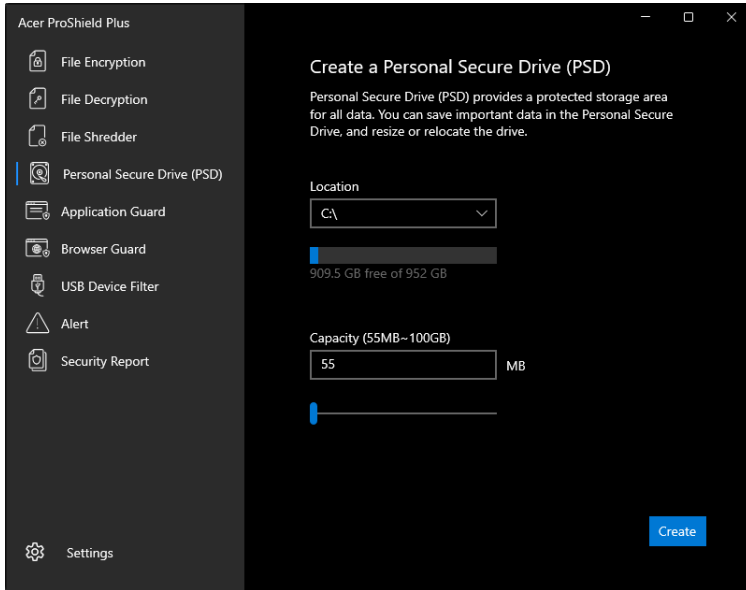 Acer ProShield Plus
File Encryption
File Decryption
File Shredder
Personal Secure Drive (PSD)
Application Guard
Browser Guard
USB Device Filter
Alert
Security Report
Settings
Create a Personal Secure Drive (PSD)
Personal Secure Drive (PSD) provides a protected storage area
for all data. You can save important data in the Personal Secure
Drive, and resize or relocate the drive.
Location
C:\
909.5 GB free of 952 GB
Capacity (55MB~100GB)
55
MB
Create